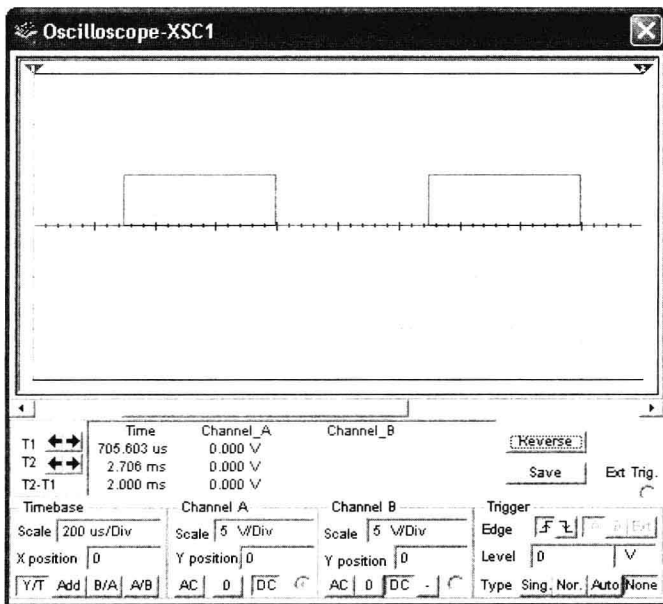 Oscilloscope-XSC1
Time Channel_A Channel_B
T1 705.603 us 0.000 V
T2 2.706 ms 0.000 V
T2-T1 2.000 ms 0.000 V
Reverse
Save
Ext Trig.
Timebase
Scale 200 us/Div
X position 0
Y/T Add B/A A/B
Channel A
Scale 5 V/Div
Y position 0
AC 0 DC
Channel B
Scale 5 V/Div
Y position 0
AC 0 DC -
Trigger
Edge A B Ext
Level 0 V
Type Sing. Nor. Auto None